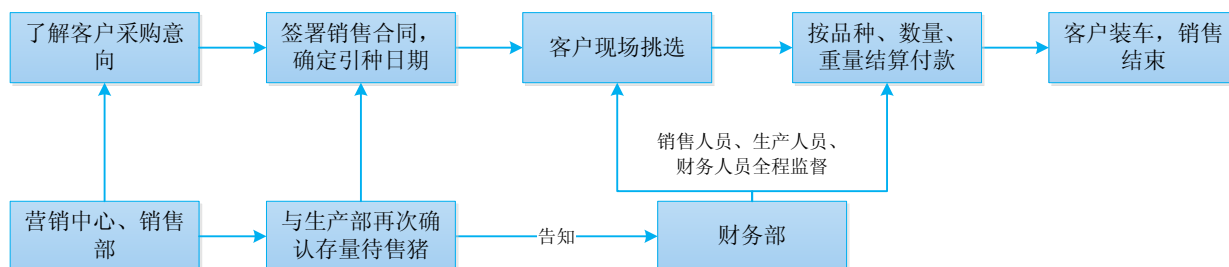 了解客户采购意
向
签署销售合同，
确定引种日期
客户现场挑选
按品种、数量、
重量结算付款
客户装车，销售
结束
销售人员、生产人员、
财务人员全程监督
营销中心、销售
部
与生产部再次确
认存量待售猪
告知
财务部